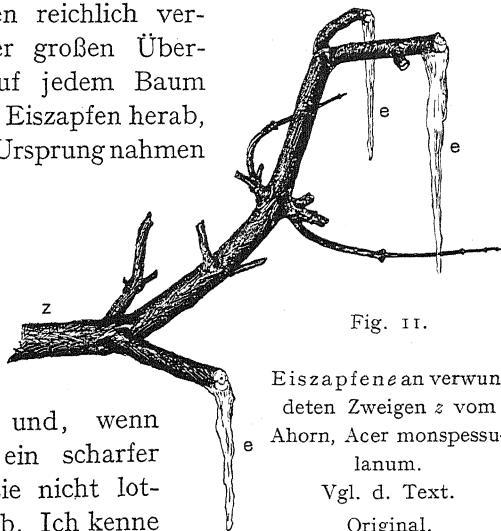 en reichlich ver-
er großen Über-
uf jedem Baum
Eiszapfen herab,
Ursprung nahmen
e
e
z
e
Fig. 11.
Eiszapfen e an verwun
deten Zweigen z vom
Ahorn, Acer monspessu-
lanum.
Vgl. d. Text.
Original.
und, wenn
ein scharfer
ie nicht lot-
b. Ich kenne